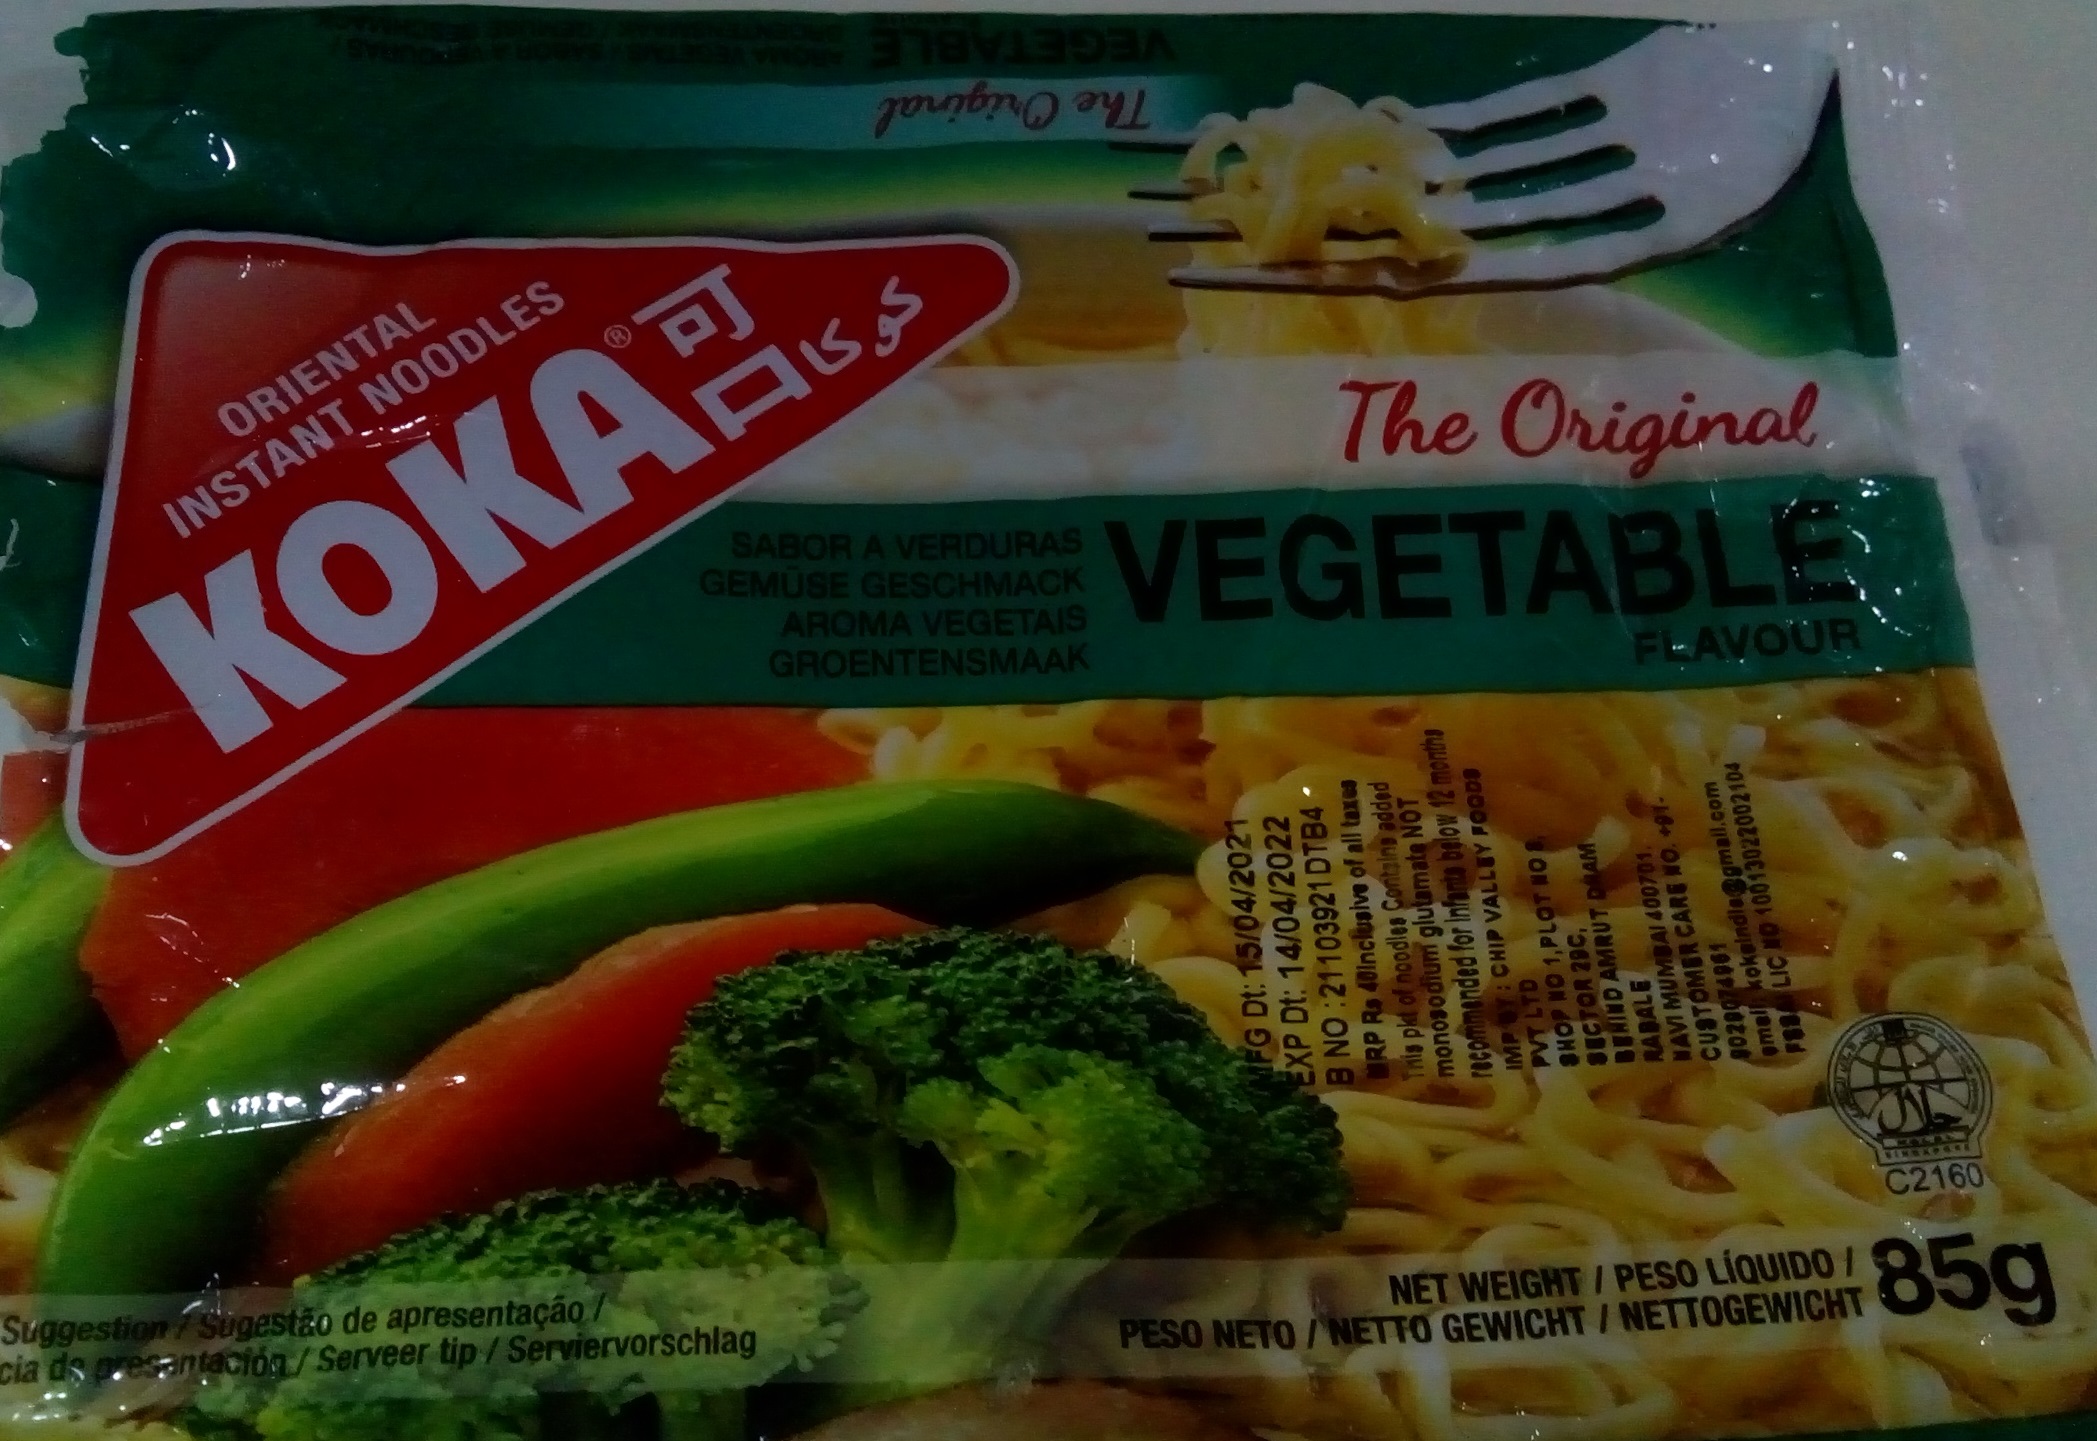 VEGETABLE
The Original
ORIENTAL
INSTANT NOODLES
KOKA®
可口
كوكا
The Original
SABOR A VERDURAS
GEMÜSE GESCHMACK
AROMA VEGETAIS
GROENTENSMAAK
VEGETABLE
FLAVOUR
MFG Dt: 15/04/2021
EXP Dt: 14/04/2022
B NO : 21103921DTB4
MRP Rs 40inclusive of all taxes
This pkt of noodles Contains added
monosodium glutamate NOT
recommended for infants below 12 months
IMP BY : CHIP VALLEY FOODS
PVT LTD
SHOP NO 1, PLOT NO 8,
SECTOR 29C,
BEHIND AMRUT DHAM
RABALE
NAVI MUMBAI 400701.
CUSTOMER CARE NO. +91-
email: kokaindia@gmail.com
LIC NO 10013022002104
HALAL
SINGAPORE
C2160
NET WEIGHT / PESO LÍQUIDO /
PESO NETO / NETTO GEWICHT / NETTOGEWICHT
85g
Suggestion / Sugestão de apresentação /
cia de presentación / Serveer tip / Serviervorschlag